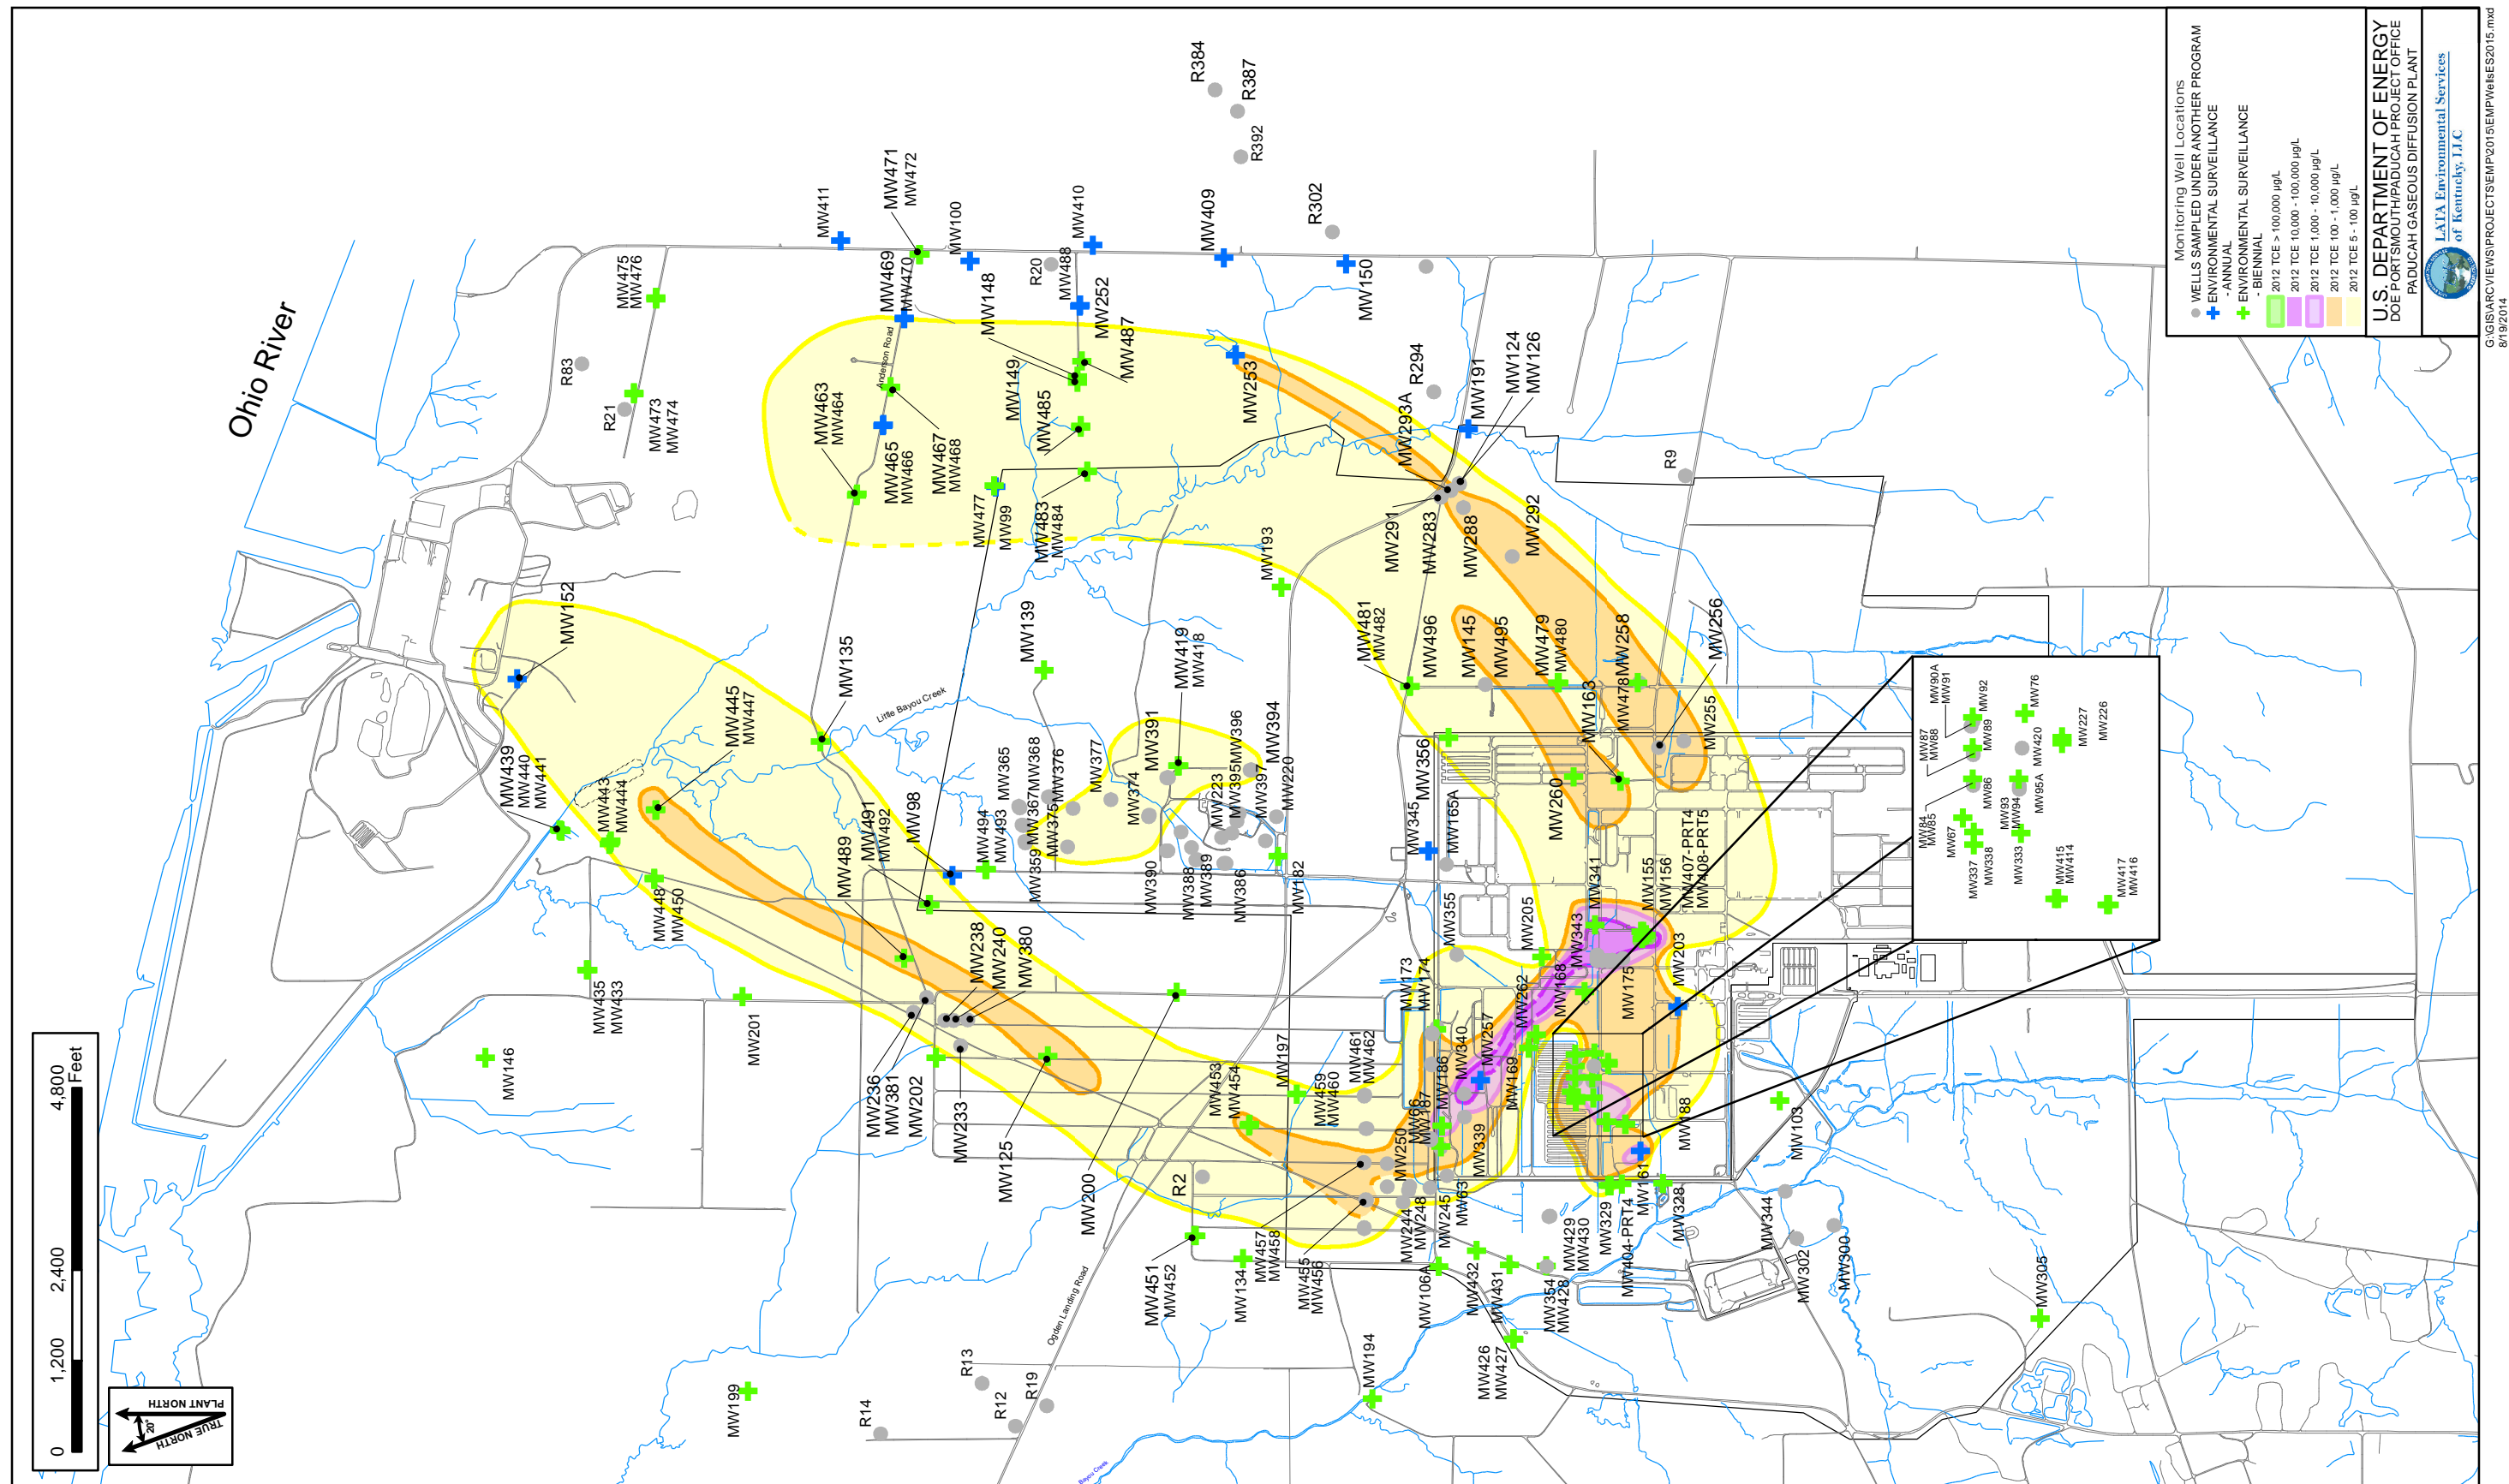 Ohio River
R384
R387
R392
R302
MW411
MW471
MW472
MW100
MW410
MW409
MW150
R20
MW488
MW469
MW470
MW148
MW252
MW487
MW149
MW485
Anderson Road
MW475
MW476
R83
R21
MW473
MW474
MW463
MW464
MW465
MW466
MW467
MW468
MW477
MW99
MW483
MW484
MW253
R294
MW293A
MW191
MW124
MW126
R9
MW291
MW283
MW288
MW292
MW193
MW152
MW135
MW139
Little Bayou Creek
MW419
MW418
MW481
MW482
MW496
MW145
MW495
MW479
MW480
MW258
MW163
MW478
MW256
MW255
MW439
MW440
MW441
MW443
MW444
MW445
MW447
MW448
MW450
MW489
MW491
MW492
MW98
MW494
MW493
MW365
MW368
MW367
MW376
MW375
MW359
MW377
MW374
MW391
MW396
MW394
MW223
MW395
MW397
MW220
MW390
MW388
MW389
MW386
MW182
MW356
MW345
MW165A
MW260
MW355
MW205
MW341
MW343
MW155
MW156
MW407-PRT4
MW408-PRT5
MW203
MW175
MW168
MW262
MW173
MW174
MW257
MW340
MW186
MW169
MW66
MW187
MW339
MW188
MW103
MW435
MW433
MW201
MW146
MW238
MW240
MW380
MW236
MW381
MW202
MW233
MW125
MW200
MW197
MW453
MW454
MW461
MW462
MW459
MW460
MW250
R2
MW451
MW452
MW134
MW457
MW458
MW455
MW456
MW244
MW248
MW245
MW63
MW106A
MW432
MW431
MW354
MW428
MW429
MW430
MW329
MW404-PRT4
MW161
MW328
MW344
MW302
MW300
MW305
MW426
MW427
MW194
MW199
R14
R13
R12
R19
Ogden Landing Road
Bayou Creek
MW90A
MW91
MW92
MW76
MW87
MW88
MW89
MW420
MW227
MW226
MW84
MW85
MW86
MW93
MW94
MW95A
MW67
MW337
MW338
MW333
MW415
MW414
MW417
MW416
0 1,200 2,400 4,800
Feet
PLANT NORTH
TRUE NORTH
20°
Monitoring Well Locations
WELLS SAMPLED UNDER ANOTHER PROGRAM
ENVIRONMENTAL SURVEILLANCE
- ANNUAL
ENVIRONMENTAL SURVEILLANCE
- BIENNIAL
2012 TCE > 100,000 µg/L
2012 TCE 10,000 - 100,000 µg/L
2012 TCE 1,000 - 10,000 µg/L
2012 TCE 100 - 1,000 µg/L
2012 TCE 5 - 100 µg/L
U.S. DEPARTMENT OF ENERGY
DOE PORTSMOUTH/PADUCAH PROJECT OFFICE
PADUCAH GASEOUS DIFFUSION PLANT
LATA Environmental Services
of Kentucky, LLC
G:\GIS\ARCVIEWS\PROJECTS\EMP\2015\EMPWellsES2015.mxd
8/19/2014